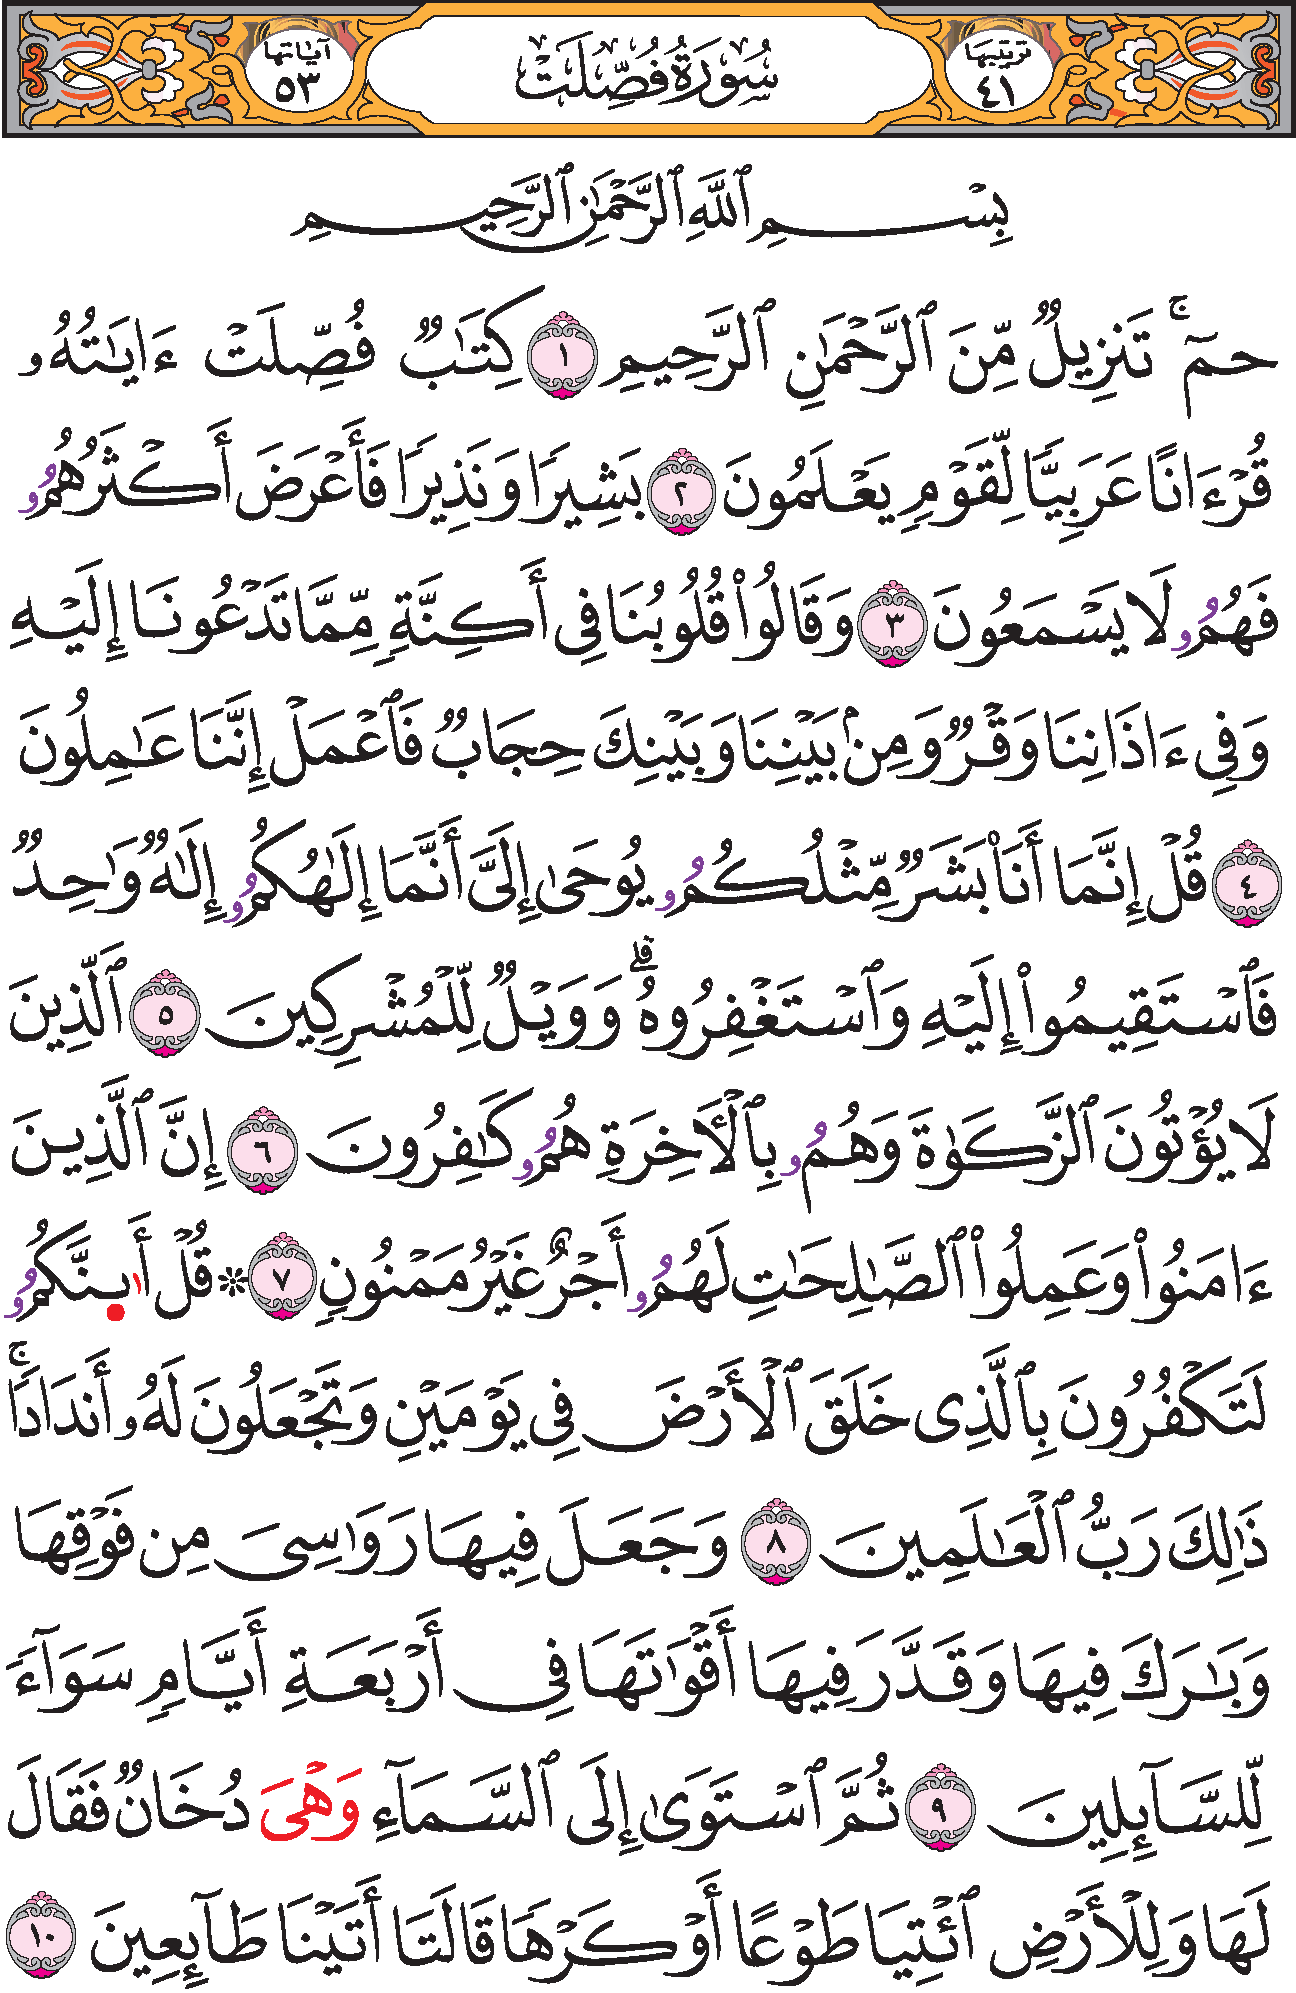 ترتيبها ٤١ سُورَةُ فُصِّلَتْ آياتها ٥٣
بِسْمِ ٱللَّهِ ٱلرَّحْمَٰنِ ٱلرَّحِيمِ
حمٓ ۚ تَنزِيلٌ مِّنَ ٱلرَّحْمَٰنِ ٱلرَّحِيمِ ١ كِتَٰبٌ فُصِّلَتْ ءَايَٰتُهُۥ
قُرْءَانًا عَرَبِيًّا لِّقَوْمٍ يَعْلَمُونَ ٢ بَشِيرًا وَنَذِيرًا فَأَعْرَضَ أَكْثَرُهُمُۥ
فَهُمُۥ لَا يَسْمَعُونَ ٣ وَقَالُوا۟ قُلُوبُنَا فِى أَكِنَّةٍ مِّمَّا تَدْعُونَا إِلَيْهِ
وَفِى ءَاذَانِنَا وَقْرٌ وَمِنۢ بَيْنِنَا وَبَيْنِكَ حِجَابٌ فَٱعْمَلْ إِنَّنَا عَٰمِلُونَ
٤ قُلْ إِنَّمَا أَنَا۠ بَشَرٌ مِّثْلُكُمُۥ يُوحَىٰ إِلَىَّ أَنَّمَا إِلَٰهُكُمُۥ إِلَٰهٌ وَٰحِدٌ
فَٱسْتَقِيمُوا۟ إِلَيْهِ وَٱسْتَغْفِرُوهُ ۗ وَوَيْلٌ لِّلْمُشْرِكِينَ ٥ ٱلَّذِينَ
لَا يُؤْتُونَ ٱلزَّكَوٰةَ وَهُمُۥ بِٱلْأَخِرَةِ هُمُۥ كَٰفِرُونَ ٦ إِنَّ ٱلَّذِينَ
ءَامَنُوا۟ وَعَمِلُوا۟ ٱلصَّٰلِحَٰتِ لَهُمُۥ أَجْرٌ غَيْرُ مَمْنُونٍ ٧ ۞ قُلْ أَا۬ىِٕنَّكُمُۥ
لَتَكْفُرُونَ بِٱلَّذِى خَلَقَ ٱلْأَرْضَ فِى يَوْمَيْنِ وَتَجْعَلُونَ لَهُۥ أَندَادًا ۚ
ذَٰلِكَ رَبُّ ٱلْعَٰلَمِينَ ٨ وَجَعَلَ فِيهَا رَوَٰسِىَ مِن فَوْقِهَا
وَبَٰرَكَ فِيهَا وَقَدَّرَ فِيهَا أَقْوَٰتَهَا فِى أَرْبَعَةِ أَيَّامٍ سَوَآءً
لِّلسَّآئِلِينَ ٩ ثُمَّ ٱسْتَوَىٰ إِلَى ٱلسَّمَآءِ وَهْىَ دُخَانٌ فَقَالَ
لَهَا وَلِلْأَرْضِ ٱئْتِيَا طَوْعًا أَوْ كَرْهًا قَالَتَا أَتَيْنَا طَآئِعِينَ ١٠